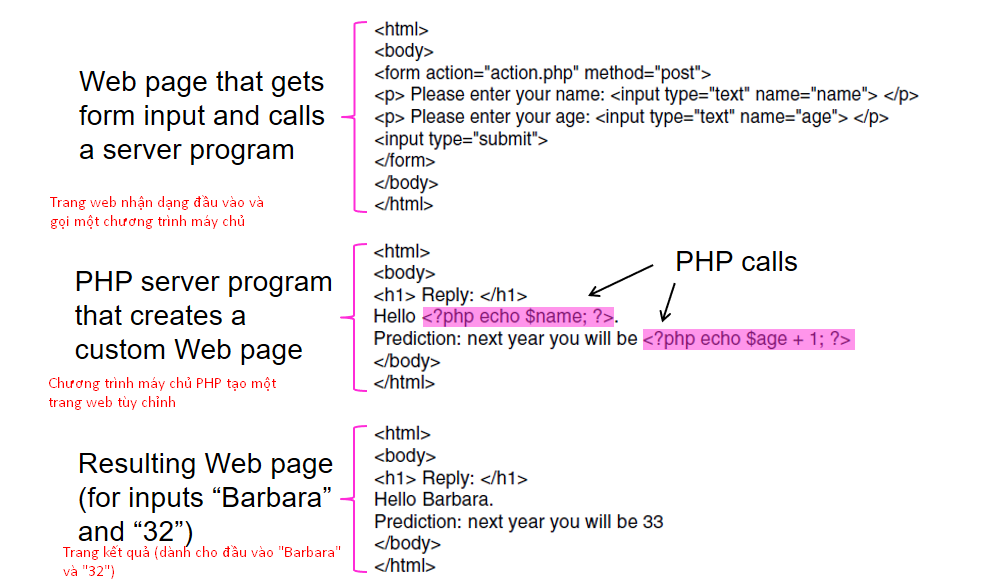 Web page that gets
form input and calls
a server program
Trang web nhận dạng đầu vào và
gọi một chương trình máy chủ
<html>
<body>
<form action="action.php" method="post">
<p> Please enter your name: <input type="text" name="name"> </p>
<p> Please enter your age: <input type="text" name="age"> </p>
<input type="submit">
</form>
</body>
</html>
PHP server program
that creates a
custom Web page
Chương trình máy chủ PHP tạo một
trang web tùy chỉnh
<html>
<body>
<h1> Reply: </h1>
Hello <?php echo $name; ?>.
Prediction: next year you will be <?php echo $age + 1; ?>
</body>
</html>
PHP calls
Resulting Web page
(for inputs “Barbara”
and “32”)
Trang kết quả (dành cho đầu vào "Barbara"
và "32")
<html>
<body>
<h1> Reply: </h1>
Hello Barbara.
Prediction: next year you will be 33
</body>
</html>